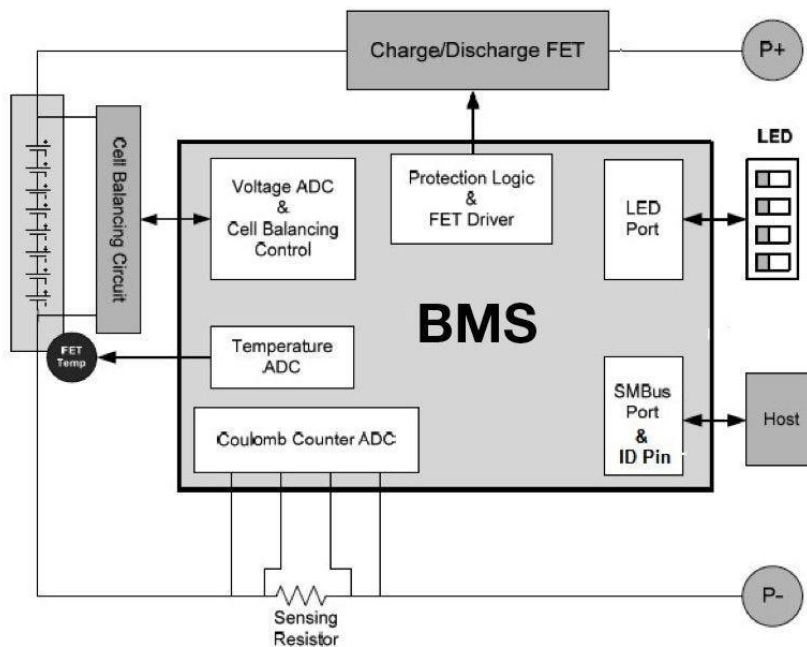 Charge/Discharge FET
P+
LED
Cell Balancing Circuit
Voltage ADC
&
Cell Balancing
Control
Protection Logic
&
FET Driver
LED
Port
BMS
FET
Temp
Temperature
ADC
SMBus
Port
&
ID Pin
Host
Coulomb Counter ADC
Sensing
Resistor
P-